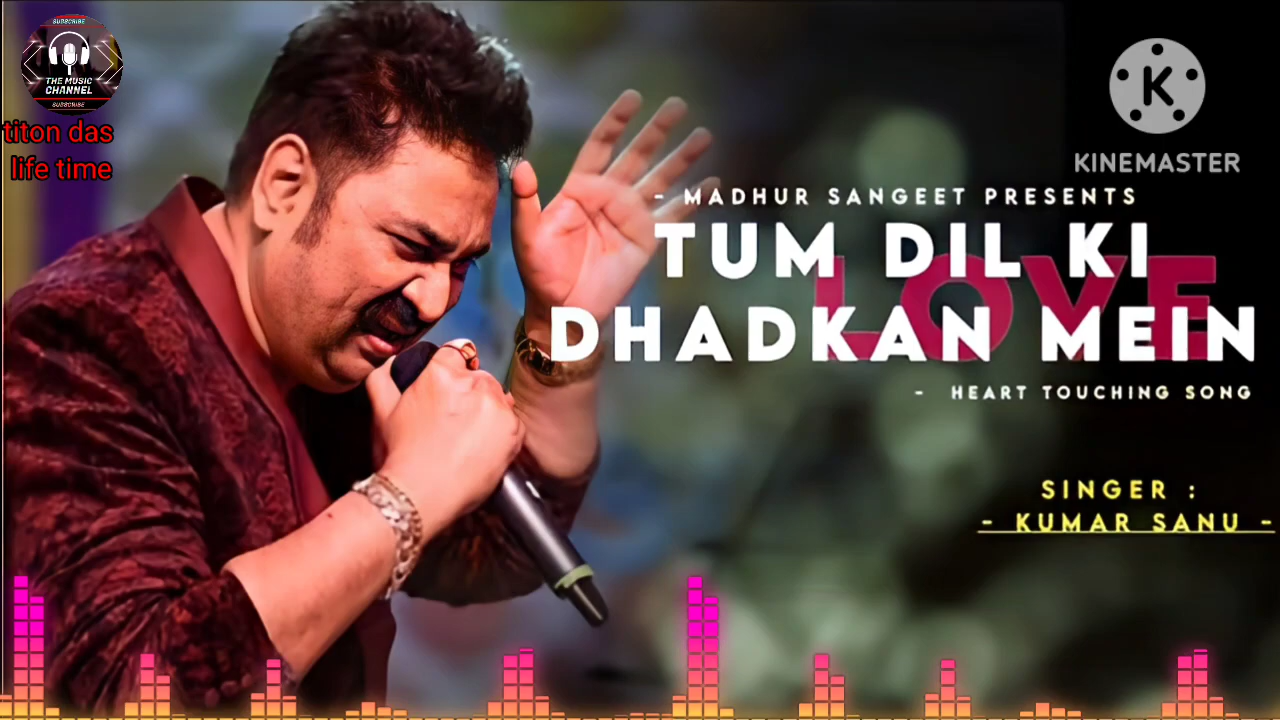 SUBSCRIBE
THE MUSIC
CHANNEL
SUBSCRIBE
titon das
life time
K
KINEMASTER
- MADHUR SANGEET PRESENTS
TUM DIL KI
LOVE
DHADKAN MEIN
- HEART TOUCHING SONG
SINGER :
- KUMAR SANU -